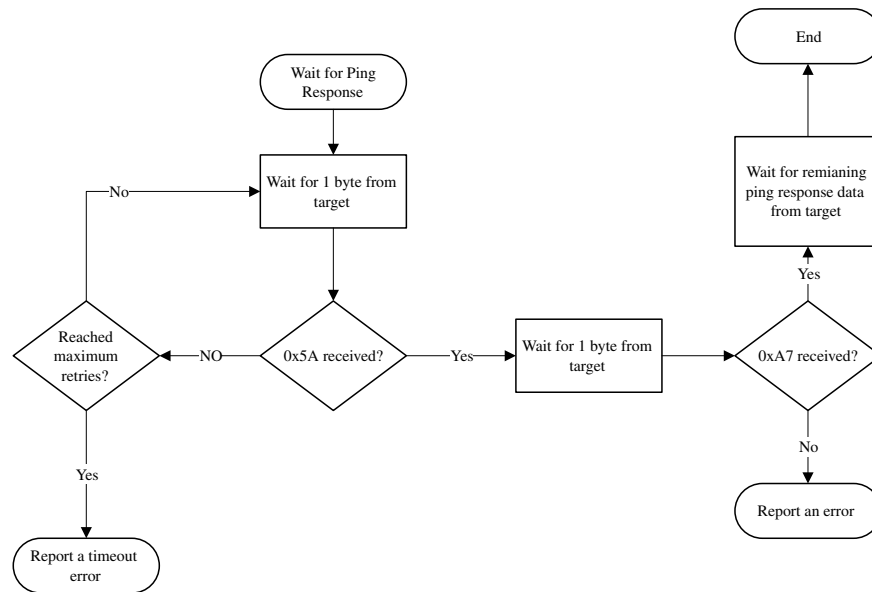 End
Wait for Ping
Response
Wait for 1 byte from
target
Wait for remianing
ping response data
from target
No
Yes
Reached
maximum
retries?
NO
0x5A received?
Yes
Wait for 1 byte from
target
0xA7 received?
No
Yes
Report an error
Report a timeout
error